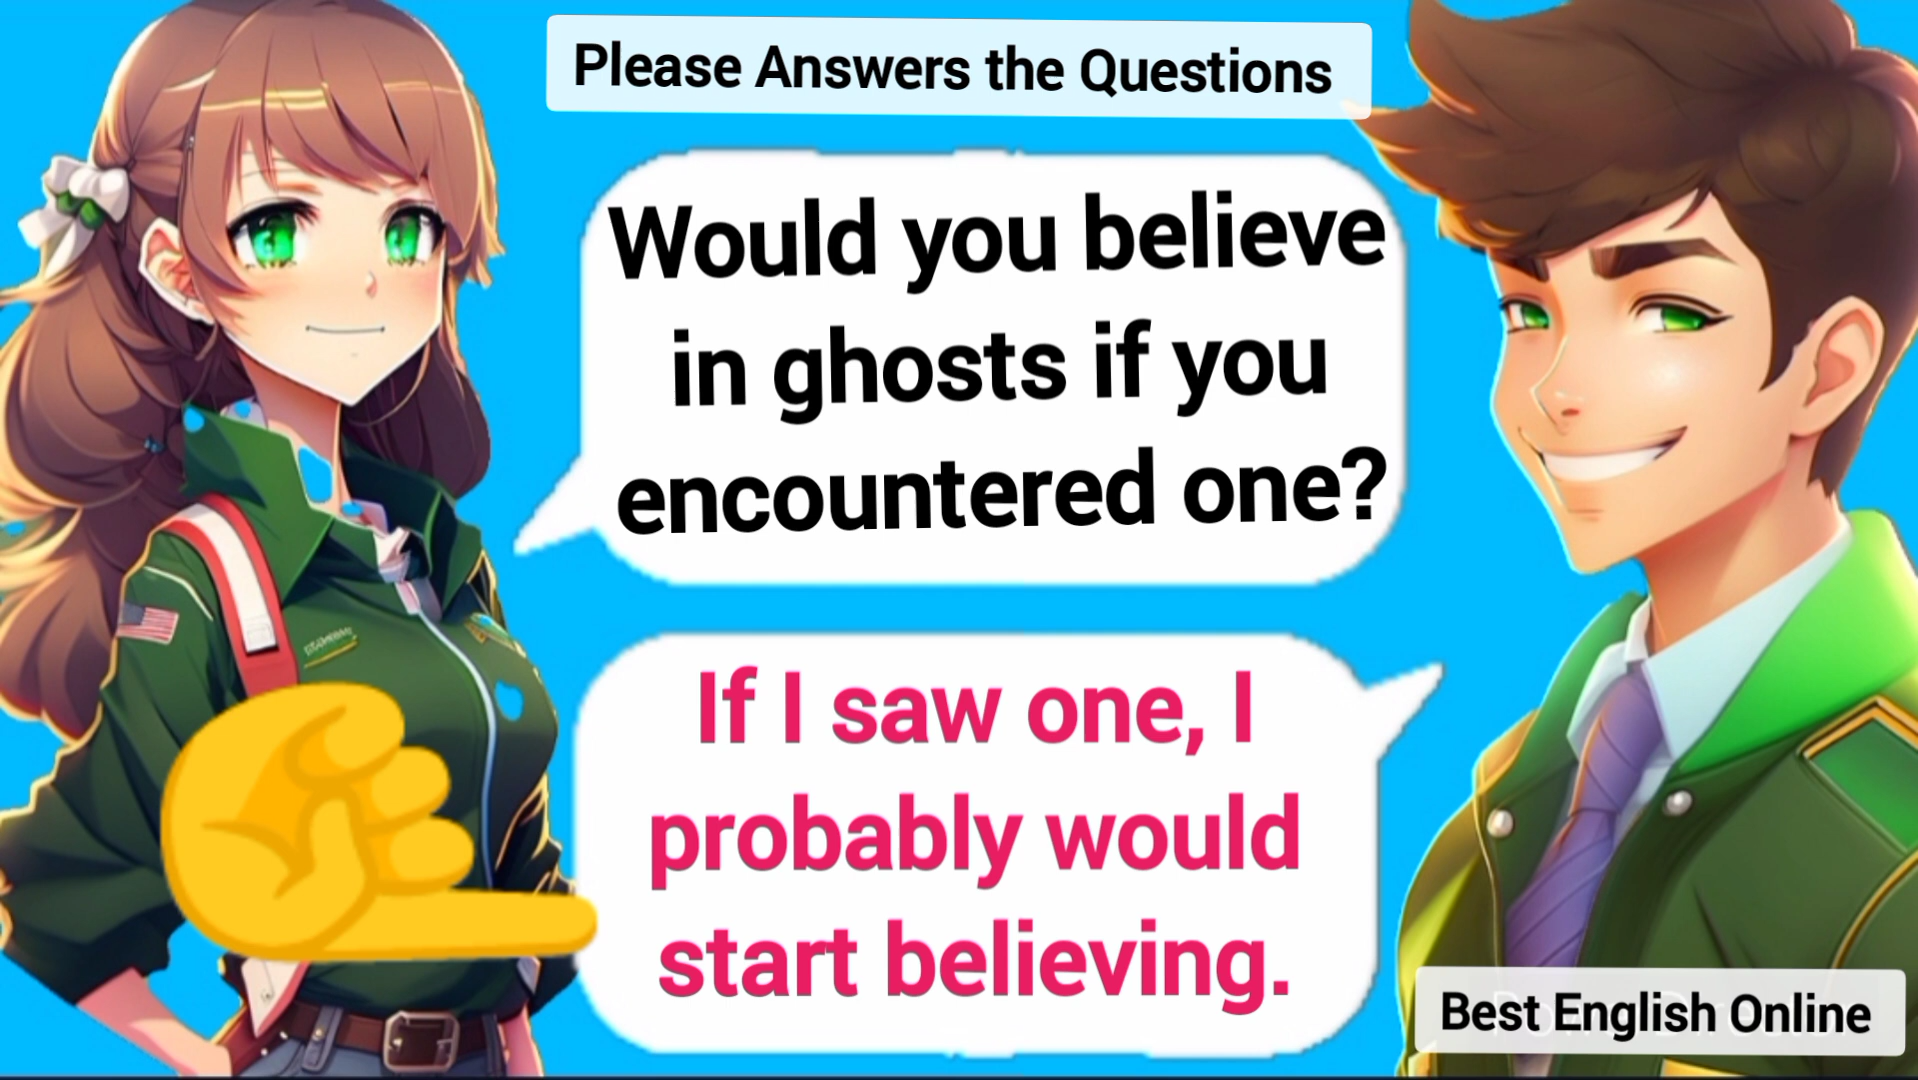 Please Answers the Questions
Would you believe
in ghosts if you
encountered one?
If I saw one, I
probably would
start believing.
Best English Online